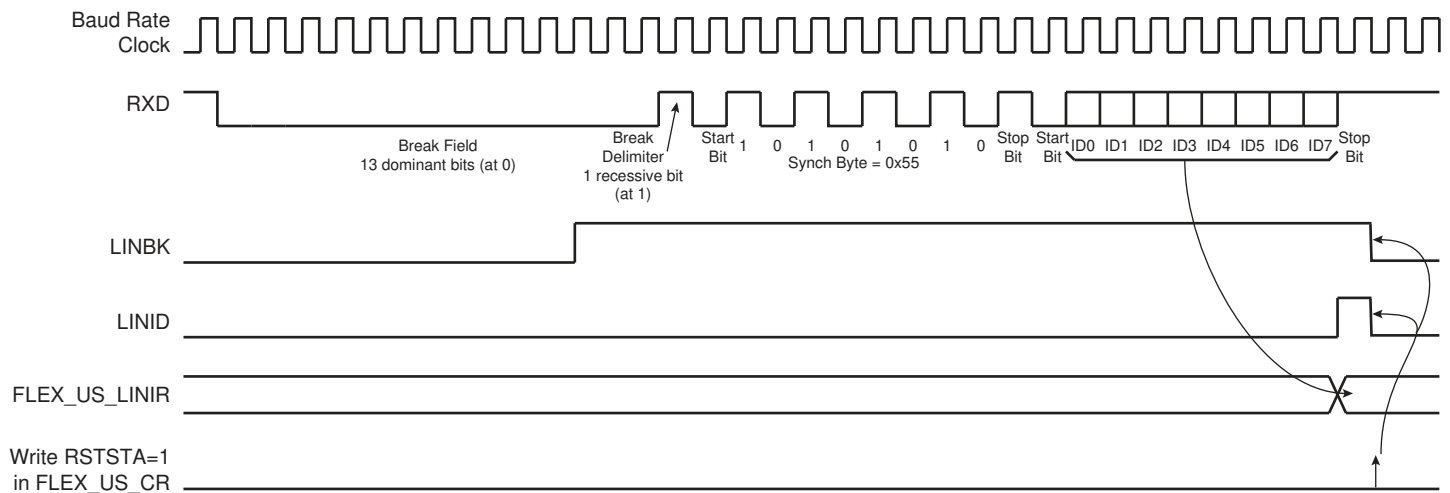 Baud Rate
Clock
RXD
Break Field
13 dominant bits (at 0)
Break
Delimiter
1 recessive bit
(at 1)
Start
Bit
1 0 1 0 1 0 1 0
Synch Byte = 0x55
Stop
Bit
Start
Bit
ID0 ID1 ID2 ID3 ID4 ID5 ID6 ID7
Stop
Bit
LINBK
LINID
FLEX_US_LINIR
Write RSTSTA=1
in FLEX_US_CR